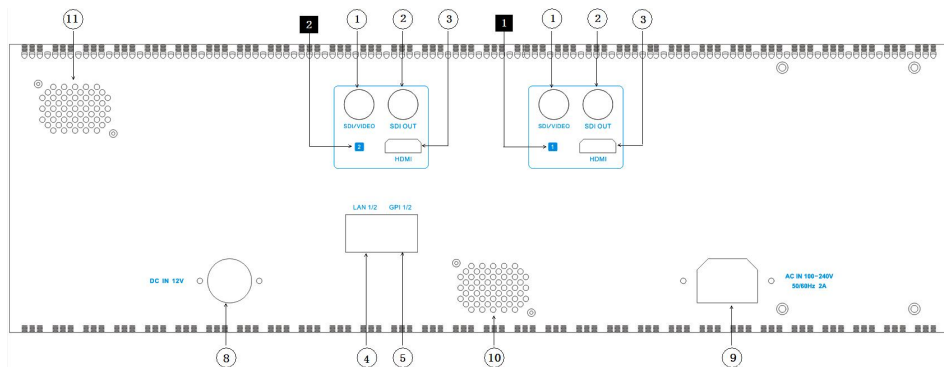 11 2 1 2 3 1 1 2 3
SDI/VIDEO SDI OUT SDI/VIDEO SDI OUT
2 HDMI 1 HDMI
LAN 1/2 GPI 1/2
DC IN 12V
AC IN 100-240V
50/60Hz 2A
8 4 5 10 9